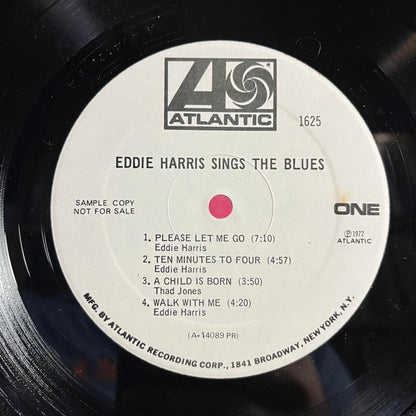 ATLANTIC
1625
EDDIE HARRIS SINGS THE BLUES
SAMPLE COPY
NOT FOR SALE
ONE
℗ 1972
ATLANTIC
1. PLEASE LET ME GO (7:10)
Eddie Harris
2. TEN MINUTES TO FOUR (4:57)
Eddie Harris
3. A CHILD IS BORN (3:50)
Thad Jones
4. WALK WITH ME (4:20)
Eddie Harris
(A-14089 PR)
MFG. BY ATLANTIC RECORDING CORP., 1841 BROADWAY, NEW YORK, N.Y.